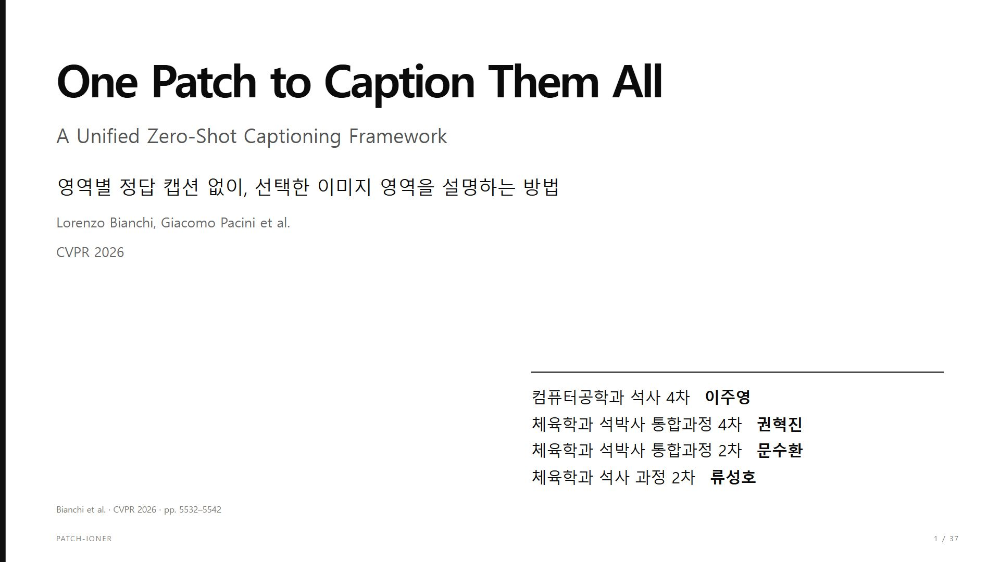 One Patch to Caption Them All
A Unified Zero-Shot Captioning Framework
영역별 정답 캡션 없이, 선택한 이미지 영역을 설명하는 방법
Lorenzo Bianchi, Giacomo Pacini et al.
CVPR 2026
컴퓨터공학과 석사 4차 이주영
체육학과 석박사 통합과정 4차 권혁진
체육학과 석박사 통합과정 2차 문수환
체육학과 석사 과정 2차 류성호
Bianchi et al. · CVPR 2026 · pp. 5532–5542
PATCH-IONER
1 / 37